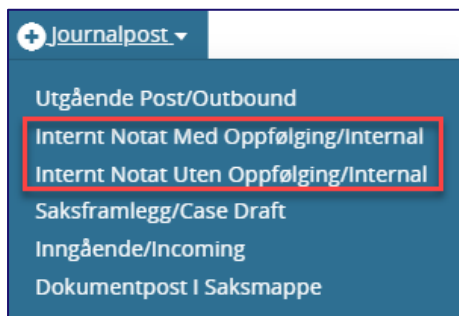 Journalpost
Utgående Post/Outbound
Internt Notat Med Oppfølging/Internal
Internt Notat Uten Oppfølging/Internal
Saksframlegg/Case Draft
Inngående/Incoming
Dokumentpost I Saksmappe